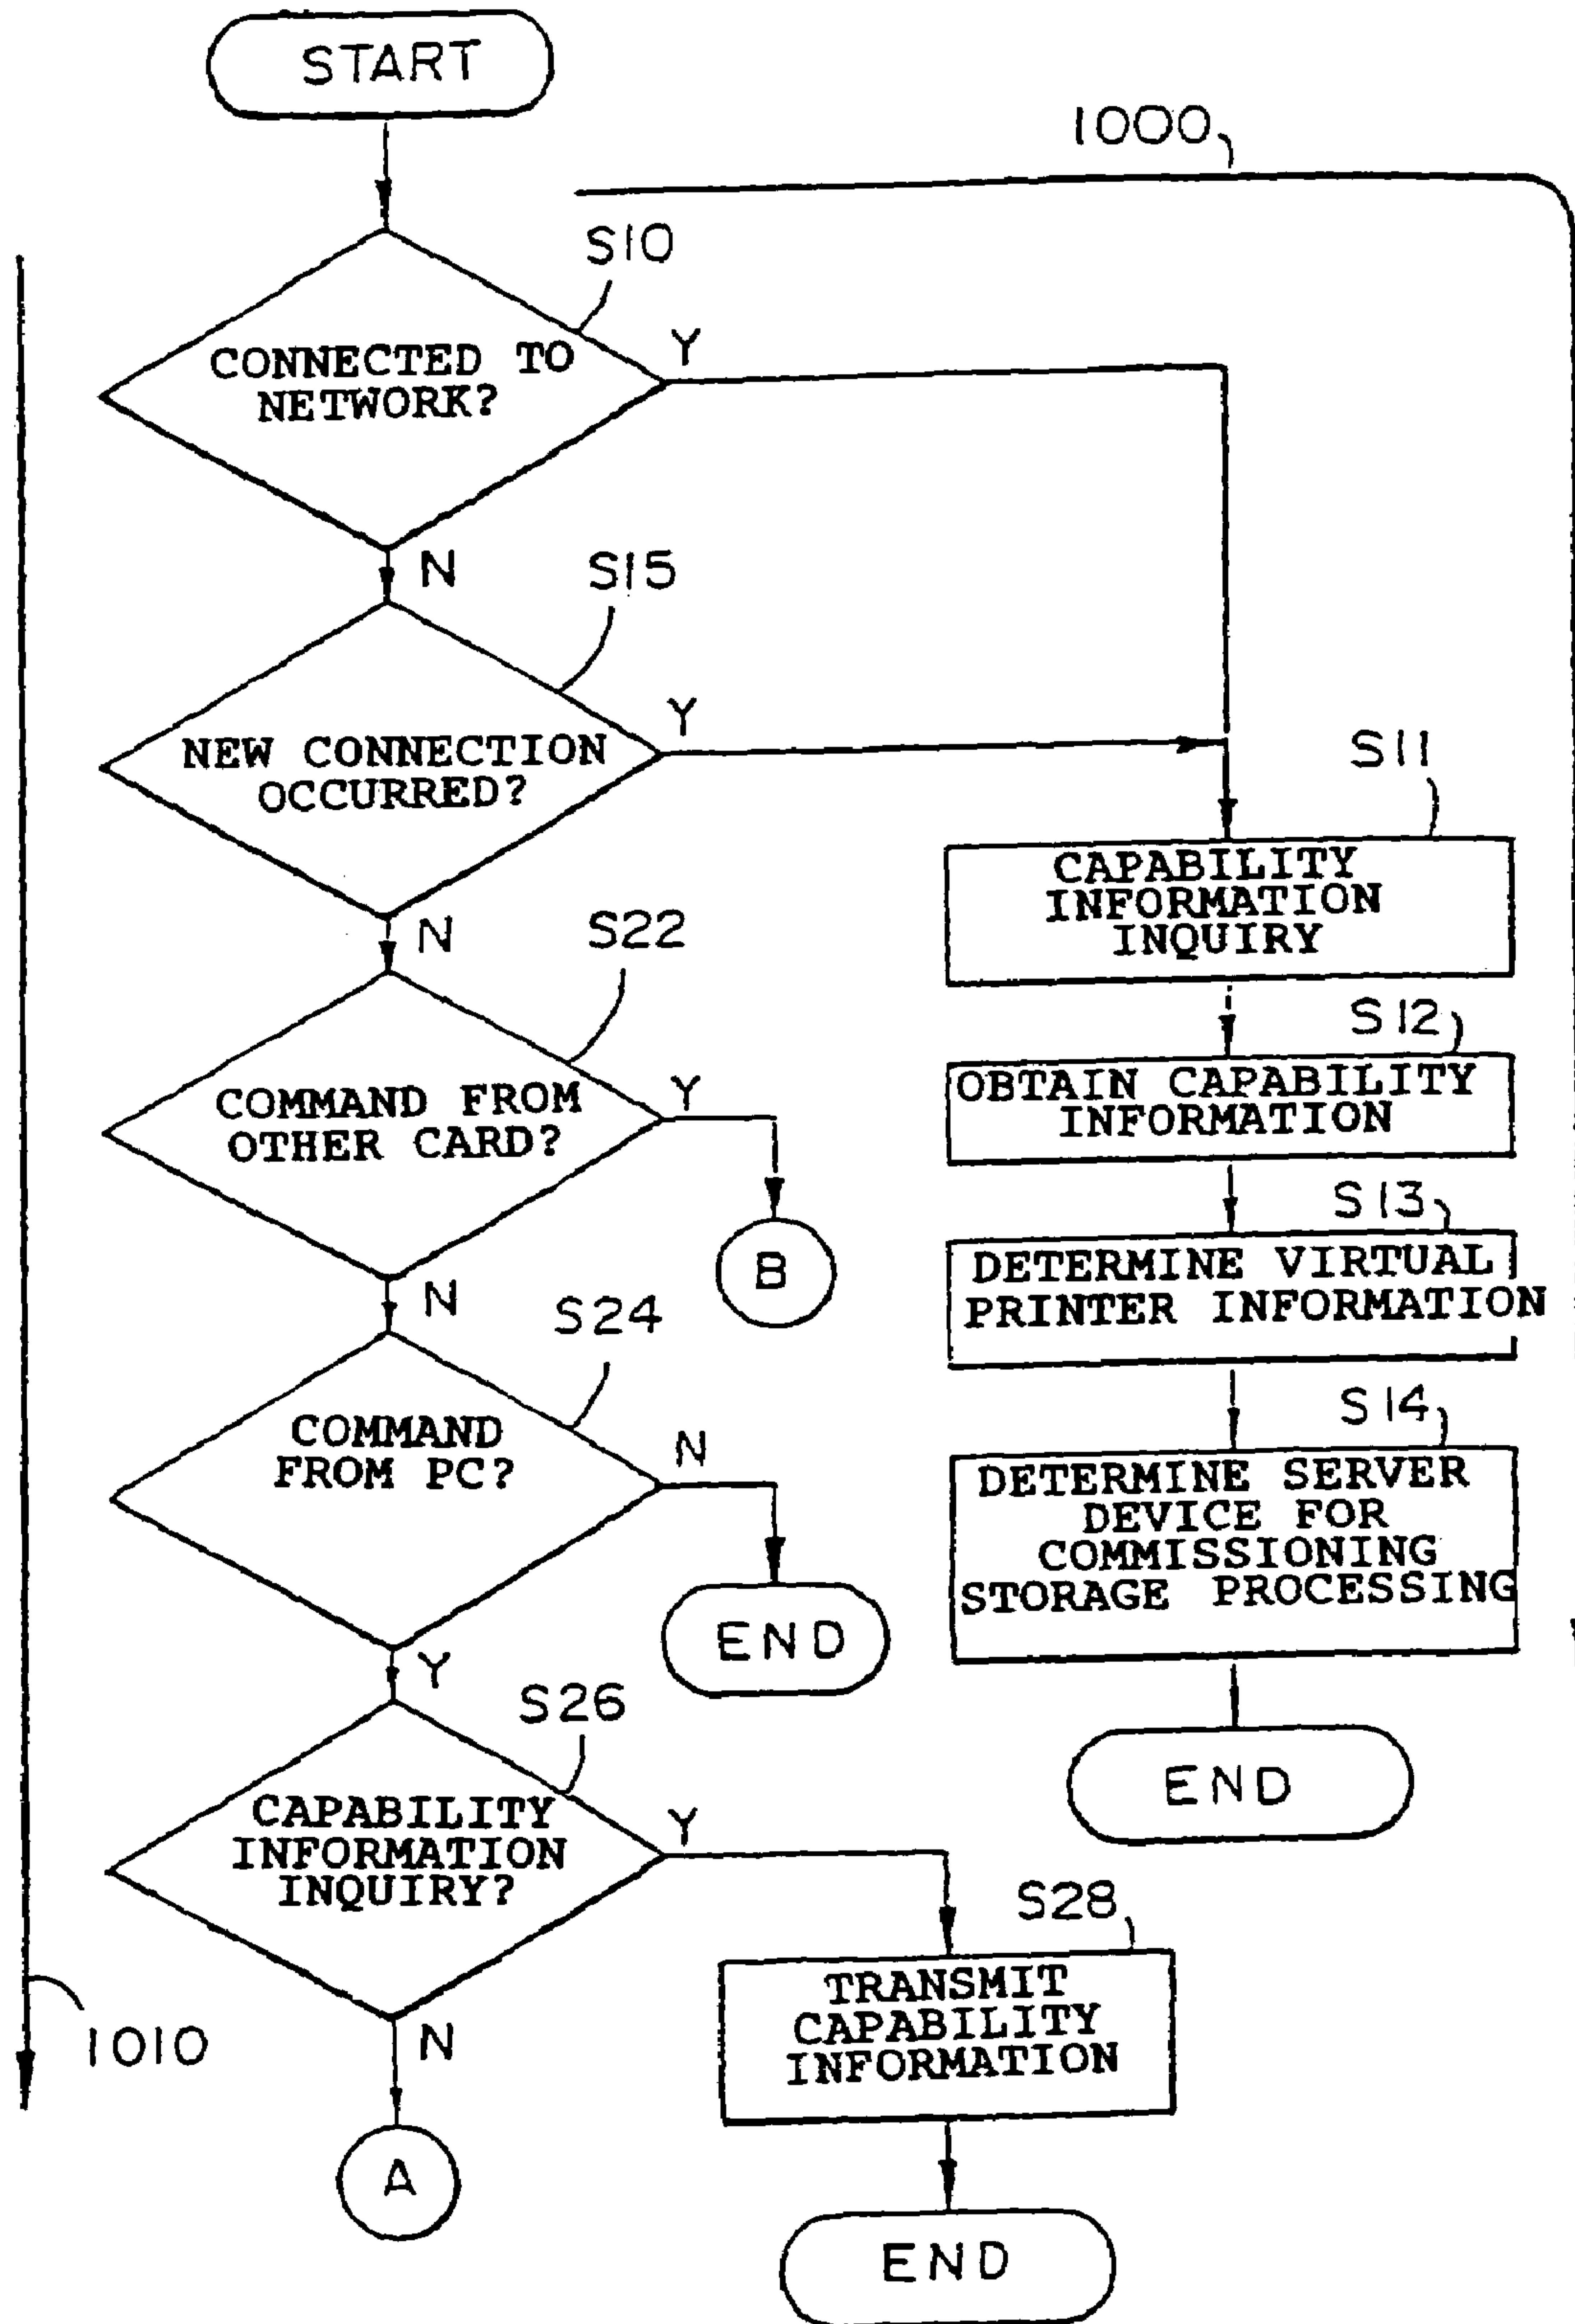 START
1000
S10
CONNECTED TO
NETWORK?
Y
N
S15
NEW CONNECTION
OCCURRED?
Y
N
S11
CAPABILITY
INFORMATION
INQUIRY
S22
COMMAND FROM
OTHER CARD?
Y
N
B
S12
OBTAIN CAPABILITY
INFORMATION
S13
DETERMINE VIRTUAL
PRINTER INFORMATION
S24
COMMAND
FROM PC?
N
Y
END
S14
DETERMINE SERVER
DEVICE FOR
COMMISSIONING
STORAGE PROCESSING
END
S26
CAPABILITY
INFORMATION
INQUIRY?
Y
N
S28
TRANSMIT
CAPABILITY
INFORMATION
1010
A
END